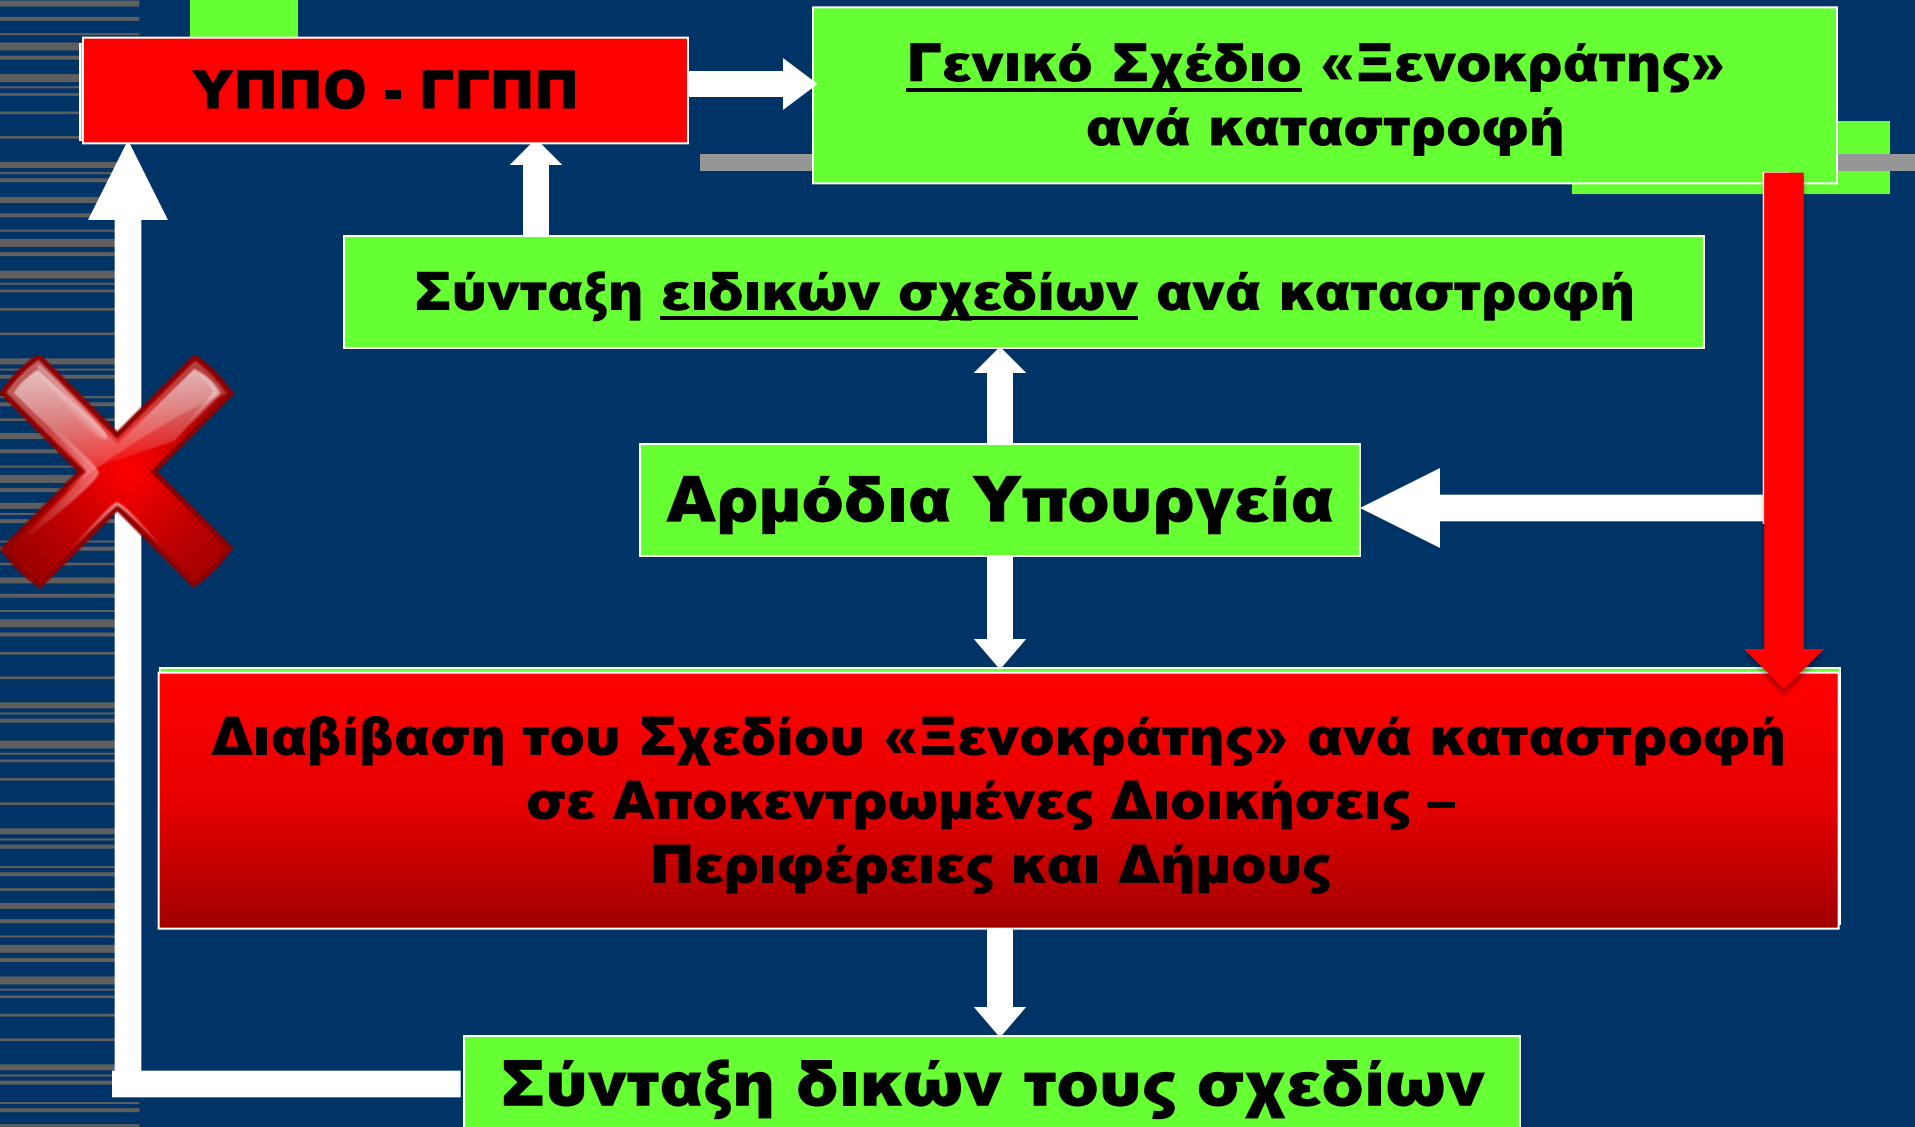 ΥΠΠΟ - ΓΓΠΠ
Γενικό Σχέδιο «Ξενοκράτης»
ανά καταστροφή
Σύνταξη ειδικών σχεδίων ανά καταστροφή
Αρμόδια Υπουργεία
Διαβίβαση του Σχεδίου «Ξενοκράτης» ανά καταστροφή
σε Αποκεντρωμένες Διοικήσεις –
Περιφέρειες και Δήμους
Σύνταξη δικών τους σχεδίων